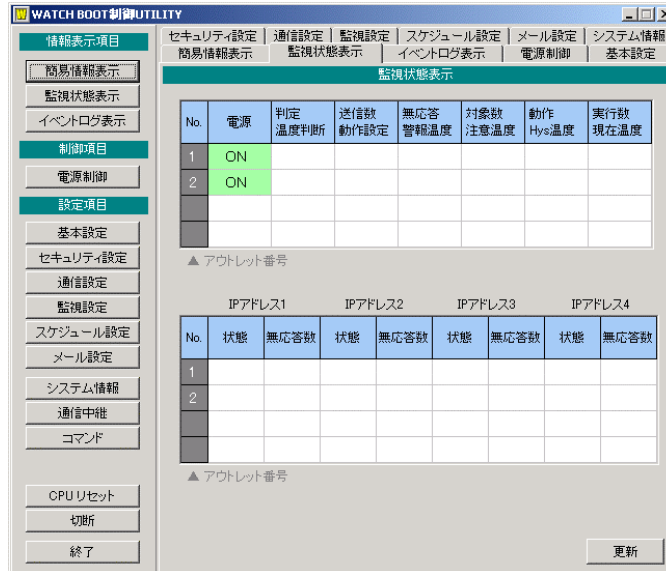 WATCH BOOT制御UTILITY
情報表示項目
簡易情報表示
監視状態表示
イベントログ表示
制御項目
電源制御
設定項目
基本設定
セキュリティ設定
通信設定
監視設定
スケジュール設定
メール設定
システム情報
通信中継
コマンド
CPUリセット
切断
終了
セキュリティ設定 通信設定 監視設定 スケジュール設定 メール設定 システム情報
簡易情報表示 監視状態表示 イベントログ表示 電源制御 基本設定
監視状態表示
No. 電源 判定 送信数 無応答 対象数 動作 実行数
温度判断 動作設定 警報温度 注意温度 Hys温度 現在温度
1 ON
2 ON
▲ アウトレット番号
IPアドレス1 IPアドレス2 IPアドレス3 IPアドレス4
No. 状態 無応答数 状態 無応答数 状態 無応答数 状態 無応答数
1
2
▲ アウトレット番号
更新